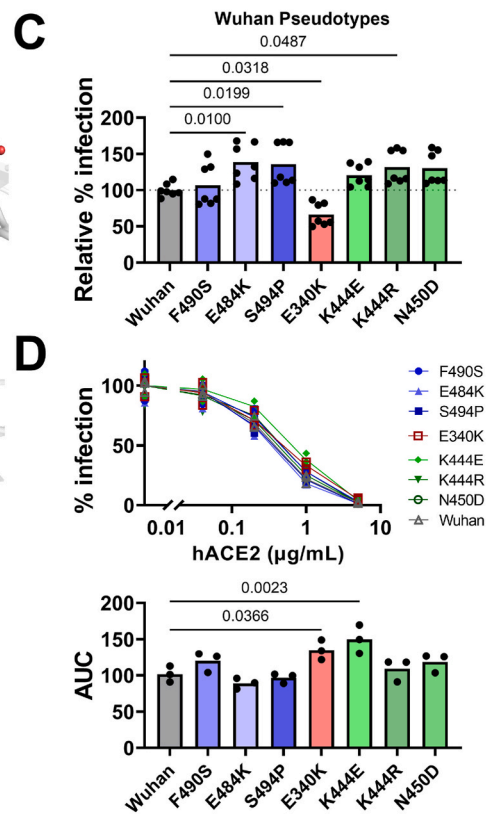 C
Wuhan Pseudotypes
0.0487
0.0318
0.0199
0.0100
Relative % infection
200
150
100
50
0
Wuhan
F490S
E484K
S494P
E340K
K444E
K444R
N450D
D
% infection
100
50
0
0.01
0.1
1
10
hACE2 (μg/mL)
F490S
E484K
S494P
E340K
K444E
K444R
N450D
Wuhan
0.0023
0.0366
AUC
200
150
100
50
0
Wuhan
F490S
E484K
S494P
E340K
K444E
K444R
N450D